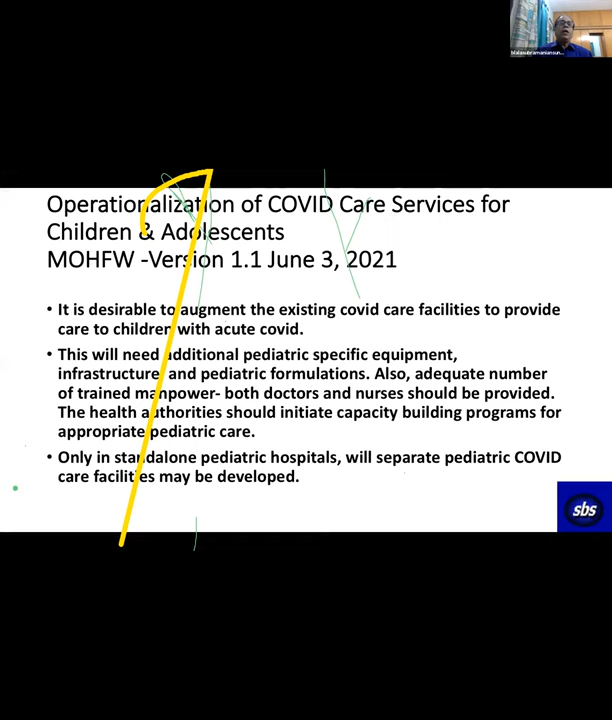 blalasubramaniansun...
Operationalization of COVID Care Services for
Children & Adolescents
MOHFW -Version 1.1 June 3, 2021
• It is desirable to augment the existing covid care facilities to provide
care to children with acute covid.
• This will need additional pediatric specific equipment,
infrastructure, and pediatric formulations. Also, adequate number
of trained manpower- both doctors and nurses should be provided.
The health authorities should initiate capacity building programs for
appropriate pediatric care.
• Only in standalone pediatric hospitals, will separate pediatric COVID
care facilities may be developed.
sbs